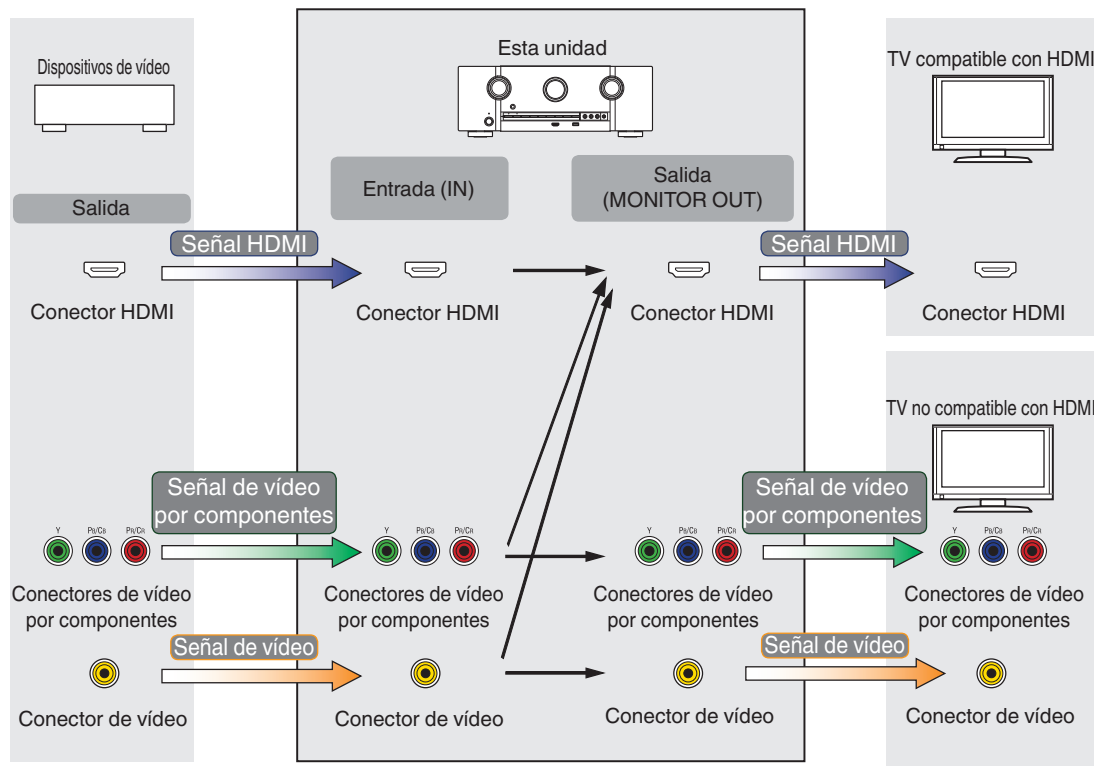 Dispositivos de vídeo
Esta unidad
TV compatible con HDMI
Salida
Entrada (IN)
Salida
(MONITOR OUT)
Señal HDMI
Señal HDMI
Conector HDMI
Conector HDMI
Conector HDMI
Conector HDMI
TV no compatible con HDMI
Señal de vídeo
por componentes
Señal de vídeo
por componentes
Y PB/CB PR/CR
Y PB/CB PR/CR
Y PB/CB PR/CR
Y PB/CB PR/CR
Conectores de vídeo
por componentes
Conectores de vídeo
por componentes
Conectores de vídeo
por componentes
Conectores de vídeo
por componentes
Señal de vídeo
Señal de vídeo
Conector de vídeo
Conector de vídeo
Conector de vídeo
Conector de vídeo